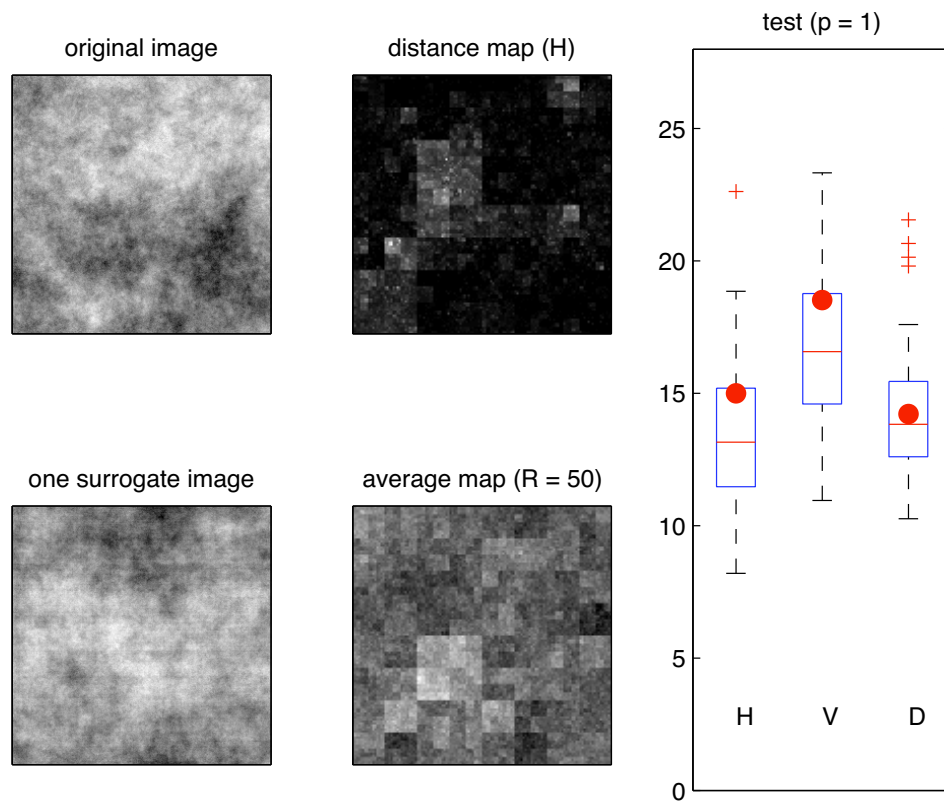 original image
distance map (H)
test (p = 1)
one surrogate image
average map (R = 50)
25
20
15
10
5
0
H V D